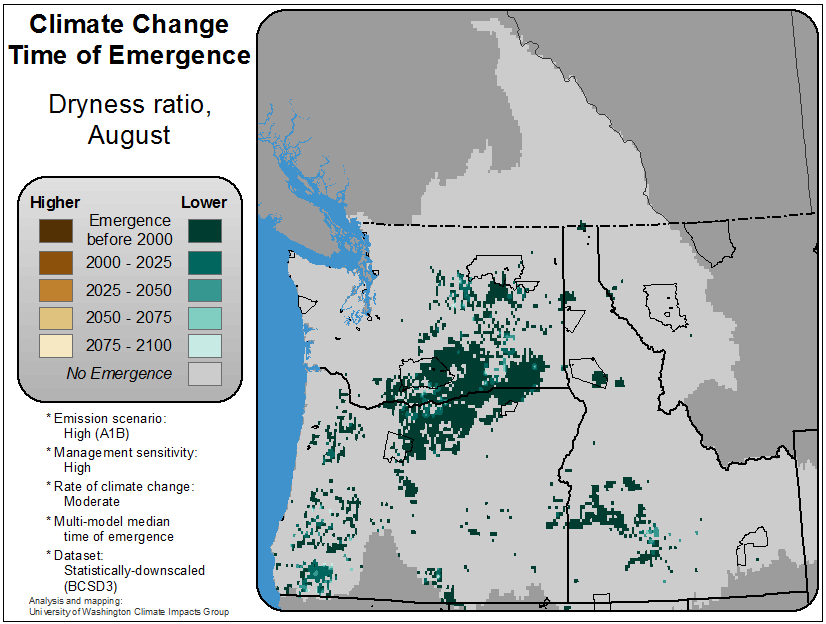 Climate Change
Time of Emergence
Dryness ratio,
August
Higher
Lower
Emergence
before 2000
2000 - 2025
2025 - 2050
2050 - 2075
2075 - 2100
No Emergence
* Emission scenario:
High (A1B)
* Management sensitivity:
High
* Rate of climate change:
Moderate
* Multi-model median
time of emergence
* Dataset:
Statistically-downscaled
(BCSD3)
Analysis and mapping:
University of Washington Climate Impacts Group